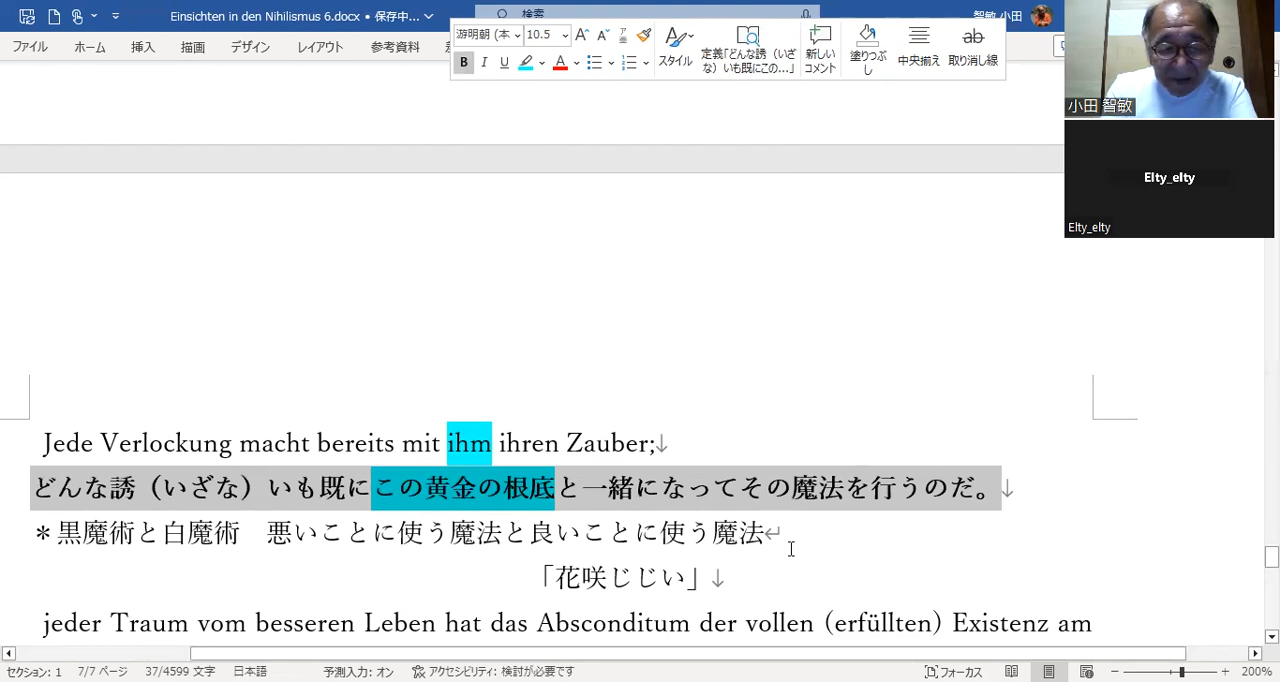 Einsichten in den Nihilismus 6.docx • 保存中...
検索
智敏 小田
ファイル ホーム 挿入 描画 デザイン レイアウト 参考資料
游明朝 (本 10.5
B I U
スタイル
定義「どんな誘（いざ
な）いも既にこの...」
新しい
コメント
塗りつぶ
し
中央揃え
取り消し線
小田 智敏
Elty_elty
Elty_elty
Jede Verlockung macht bereits mit ihm ihren Zauber;↓
どんな誘（いざな）いも既にこの黄金の根底と一緒になってその魔法を行うのだ。↓
＊黒魔術と白魔術　悪いことに使う魔法と良いことに使う魔法↵
「花咲じじい」↓
jeder Traum vom besseren Leben hat das Absconditum der vollen (erfüllten) Existenz am
セクション: 1 7/7 ページ 37/4599 文字 日本語 予測入力: オン アクセシビリティ: 検討が必要です フォーカス 200%